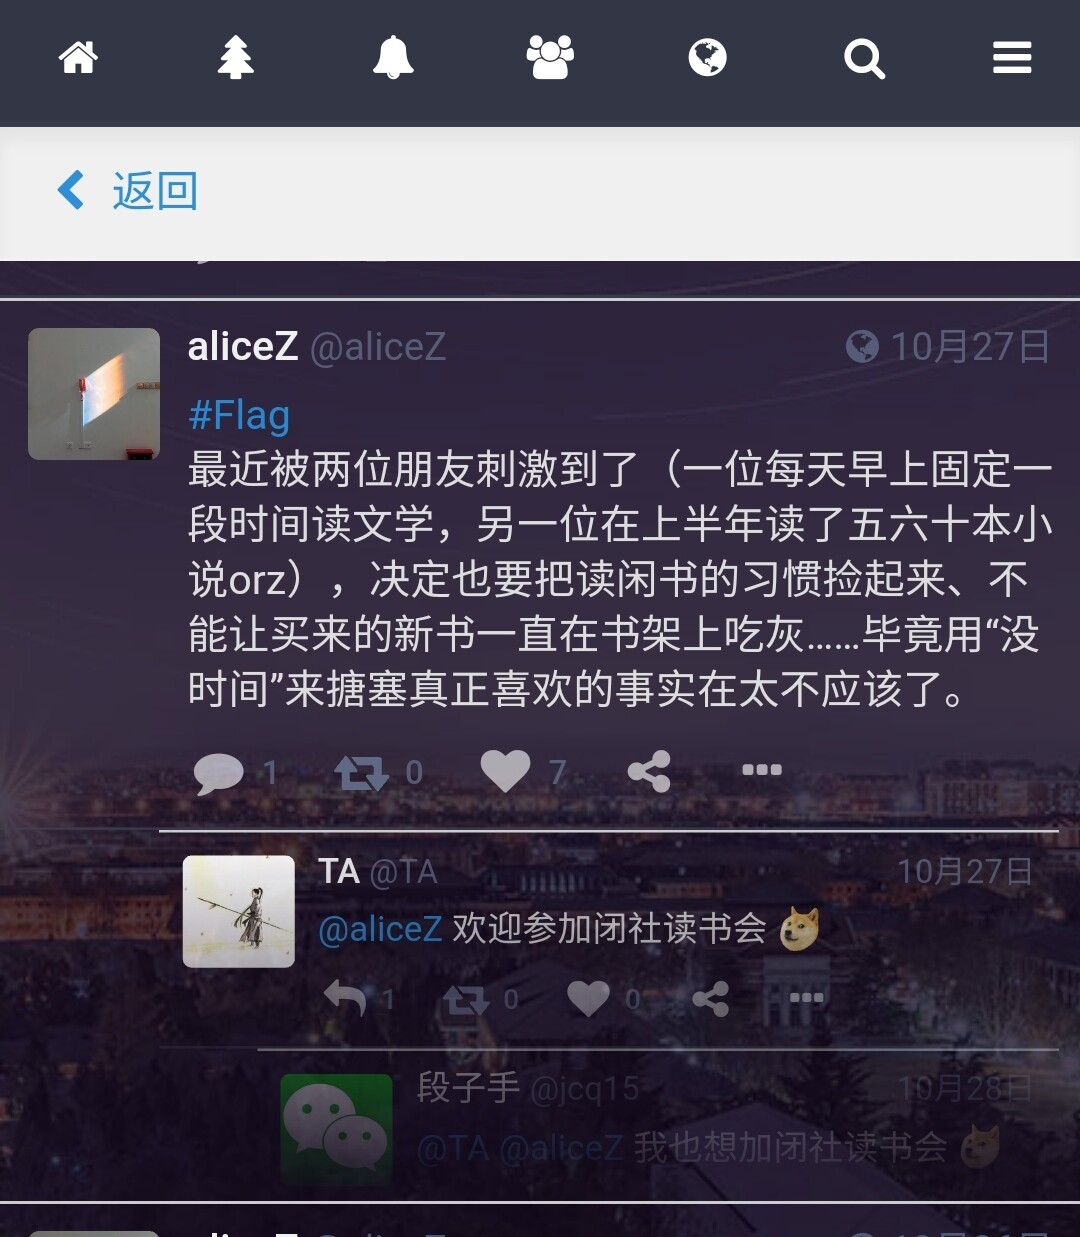 返回
aliceZ @aliceZ 10月27日
#Flag
最近被两位朋友刺激到了（一位每天早上固定一
段时间读文学，另一位在上半年读了五六十本小
说orz），决定也要把读闲书的习惯捡起来、不
能让买来的新书一直在书架上吃灰……毕竟用“没
时间”来搪塞真正喜欢的事实在太不应该了。
1 0 7
TA @TA 10月27日
@aliceZ 欢迎参加闭社读书会
1 0 0
段子手 @jcq15 10月28日
@TA @aliceZ 我也想加闭社读书会